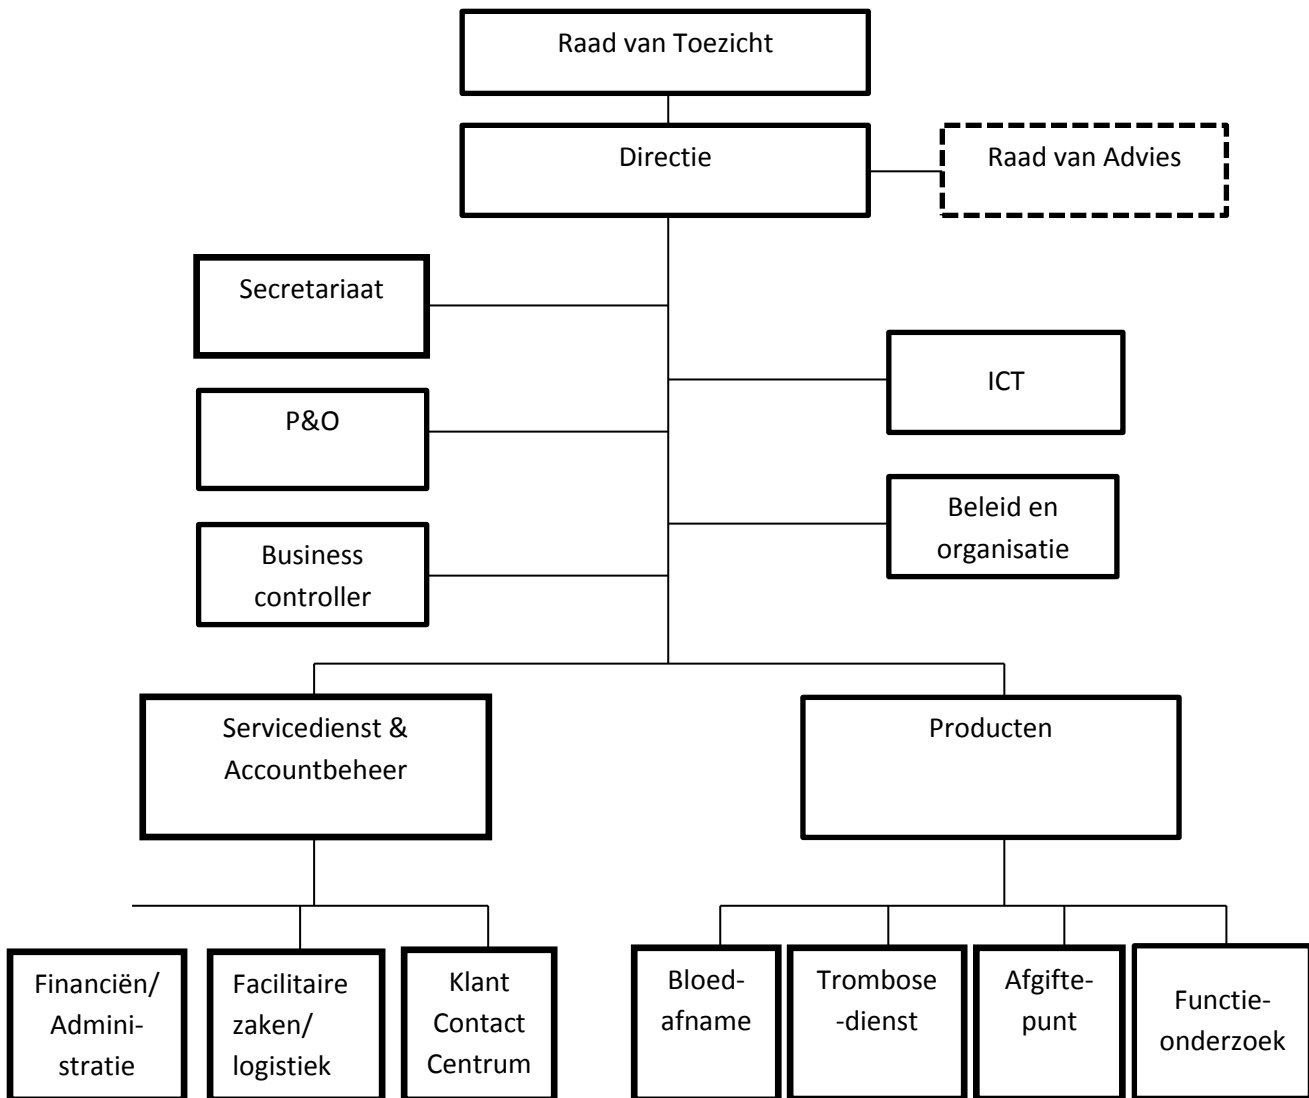 Raad van Toezicht
Directie
Raad van Advies
Secretariaat
ICT
P&O
Beleid en
organisatie
Business
controller
Servicedienst &
Accountbeheer
Producten
Financiën/
Admini-
stratie
Facilitaire
zaken/
logistiek
Klant
Contact
Centrum
Bloed-
afname
Trombose
-dienst
Afgifte-
punt
Functie-
onderzoek